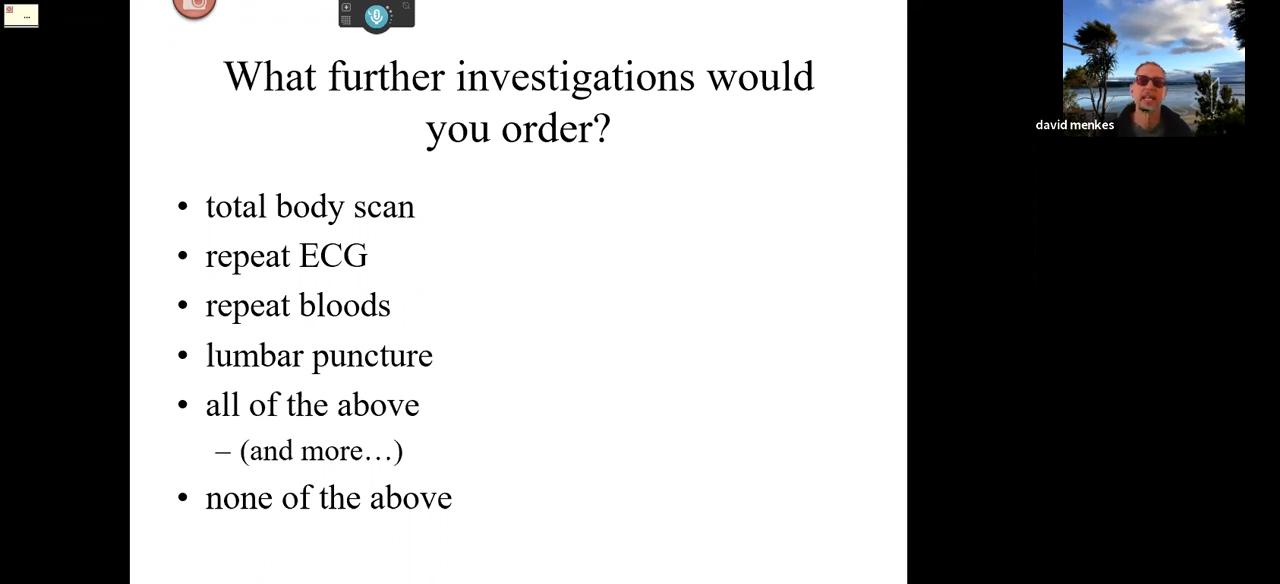 What further investigations would
you order?
• total body scan
• repeat ECG
• repeat bloods
• lumbar puncture
• all of the above
– (and more…)
• none of the above
david menkes